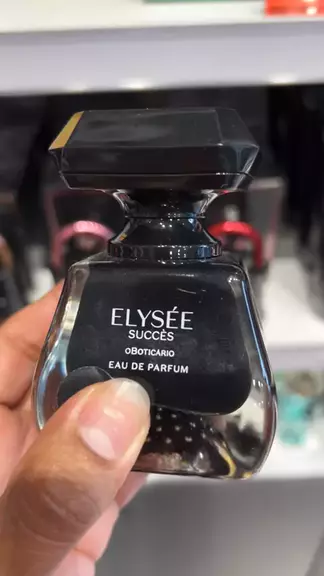 ELYSÉE
SUCCÈS
oBOTICÁRIO
EAU DE PARFUM